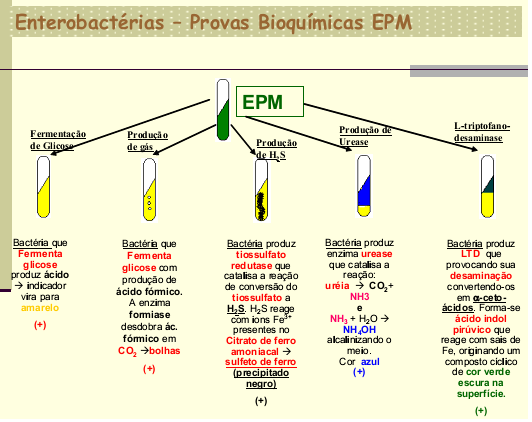 Enterobactérias – Provas Bioquímicas EPM
EPM
Fermentação
de Glicose
Produção
de gás
Produção
de H2S
Produção de
Urease
L-triptofano-
desaminase
Bactéria que
Fermenta
glicose
produz ácido
→ indicador
vira para
amarelo
(+)
Bactéria que
Fermenta
glicose com
produção de
ácido fórmico.
A enzima
formiase
desdobra ác.
fórmico em
CO2 →bolhas
(+)
Bactéria produz
tiossulfato
redutase que
catalisa a reação
de conversão do
tiossulfato a
H2S. H2S reage
com ions Fe3+
presentes no
Citrato de ferro
amoniacal →
sulfeto de ferro
(precipitado
negro)
(+)
Bactéria produz
enzima urease
que catalisa a
reação:
uréia → CO2+
NH3
e
NH3 + H2O →
NH4OH
alcalinizando o
meio.
Cor azul
(+)
Bactéria produz
LTD que
provocando sua
desaminação
convertendo-os
em α-ceto-
ácidos. Forma-se
ácido indol
pirúvico que
reage com sais de
Fe, originando um
composto cíclico
de cor verde
escura na
superfície.
(+)